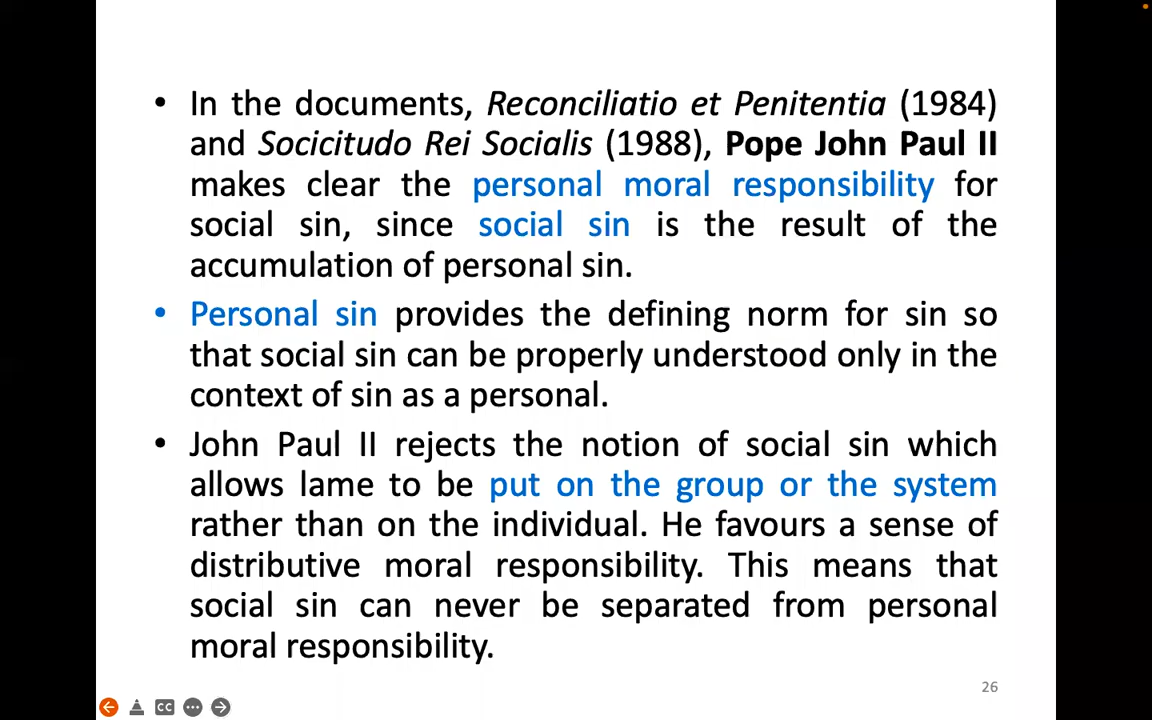 • In the documents, Reconciliatio et Penitentia (1984)
and Socicitudo Rei Socialis (1988), Pope John Paul II
makes clear the personal moral responsibility for
social sin, since social sin is the result of the
accumulation of personal sin.
• Personal sin provides the defining norm for sin so
that social sin can be properly understood only in the
context of sin as a personal.
• John Paul II rejects the notion of social sin which
allows lame to be put on the group or the system
rather than on the individual. He favours a sense of
distributive moral responsibility. This means that
social sin can never be separated from personal
moral responsibility.
26
CC